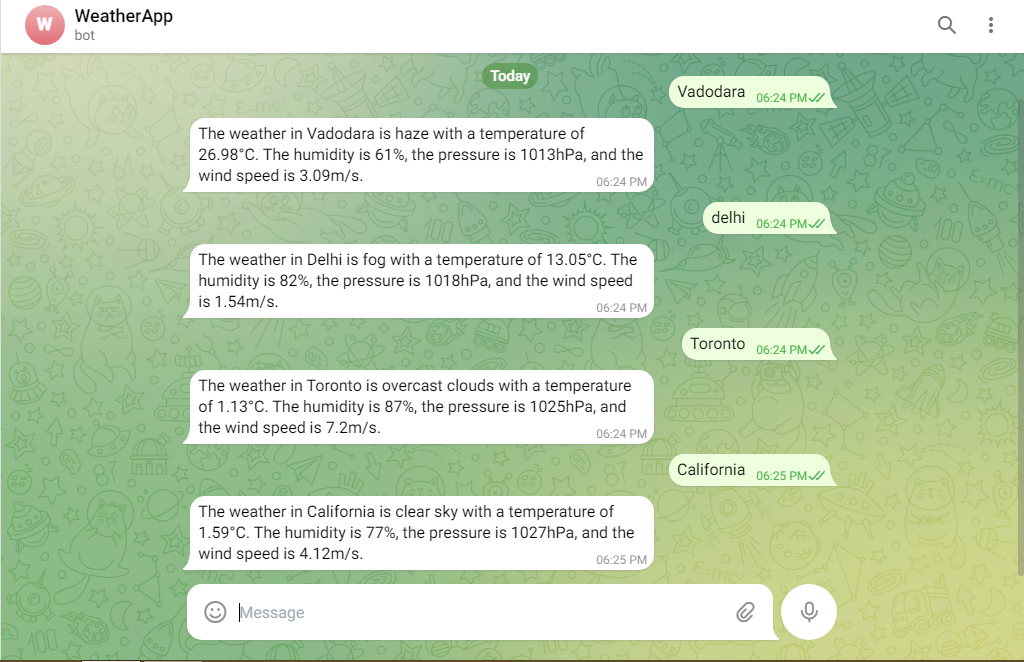 W
WeatherApp
bot
Today
Vadodara 06:24 PM
The weather in Vadodara is haze with a temperature of
26.98°C. The humidity is 61%, the pressure is 1013hPa, and the
wind speed is 3.09m/s.
06:24 PM
delhi 06:24 PM
The weather in Delhi is fog with a temperature of 13.05°C. The
humidity is 82%, the pressure is 1018hPa, and the wind speed
is 1.54m/s.
06:24 PM
Toronto 06:24 PM
The weather in Toronto is overcast clouds with a temperature
of 1.13°C. The humidity is 87%, the pressure is 1025hPa, and
the wind speed is 7.2m/s.
06:24 PM
California 06:25 PM
The weather in California is clear sky with a temperature of
1.59°C. The humidity is 77%, the pressure is 1027hPa, and the
wind speed is 4.12m/s.
06:25 PM
Message